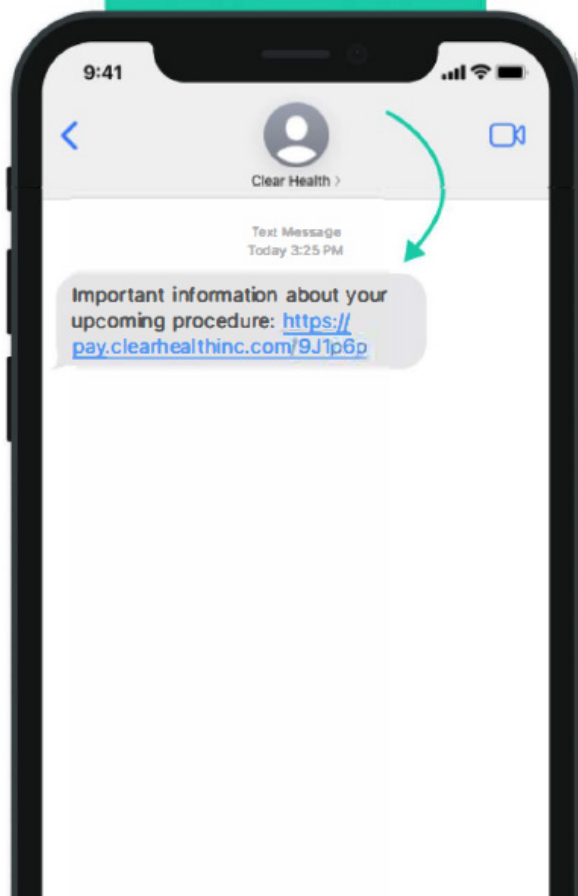 9:41
Clear Health >
Text Message
Today 3:25 PM
Important information about your
upcoming procedure: https://
pay.clearhealthinc.com/9J1p6p